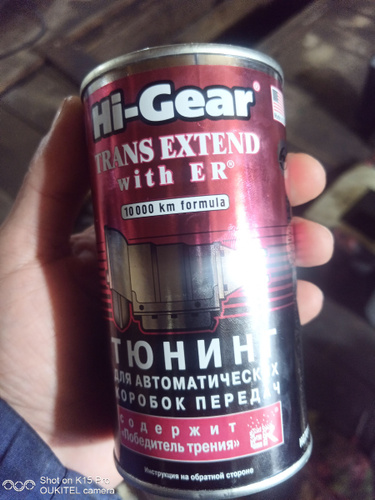 Hi-Gear®
TRANS EXTEND
with ER®
10 000 km formula
ТЮНИНГ
ДЛЯ АВТОМАТИЧЕСКИХ
КОРОБОК ПЕРЕДАЧ
содержит
«Победитель трения»
ER
Инструкция на обратной стороне
Shot on K15 Pro
OUKITEL camera